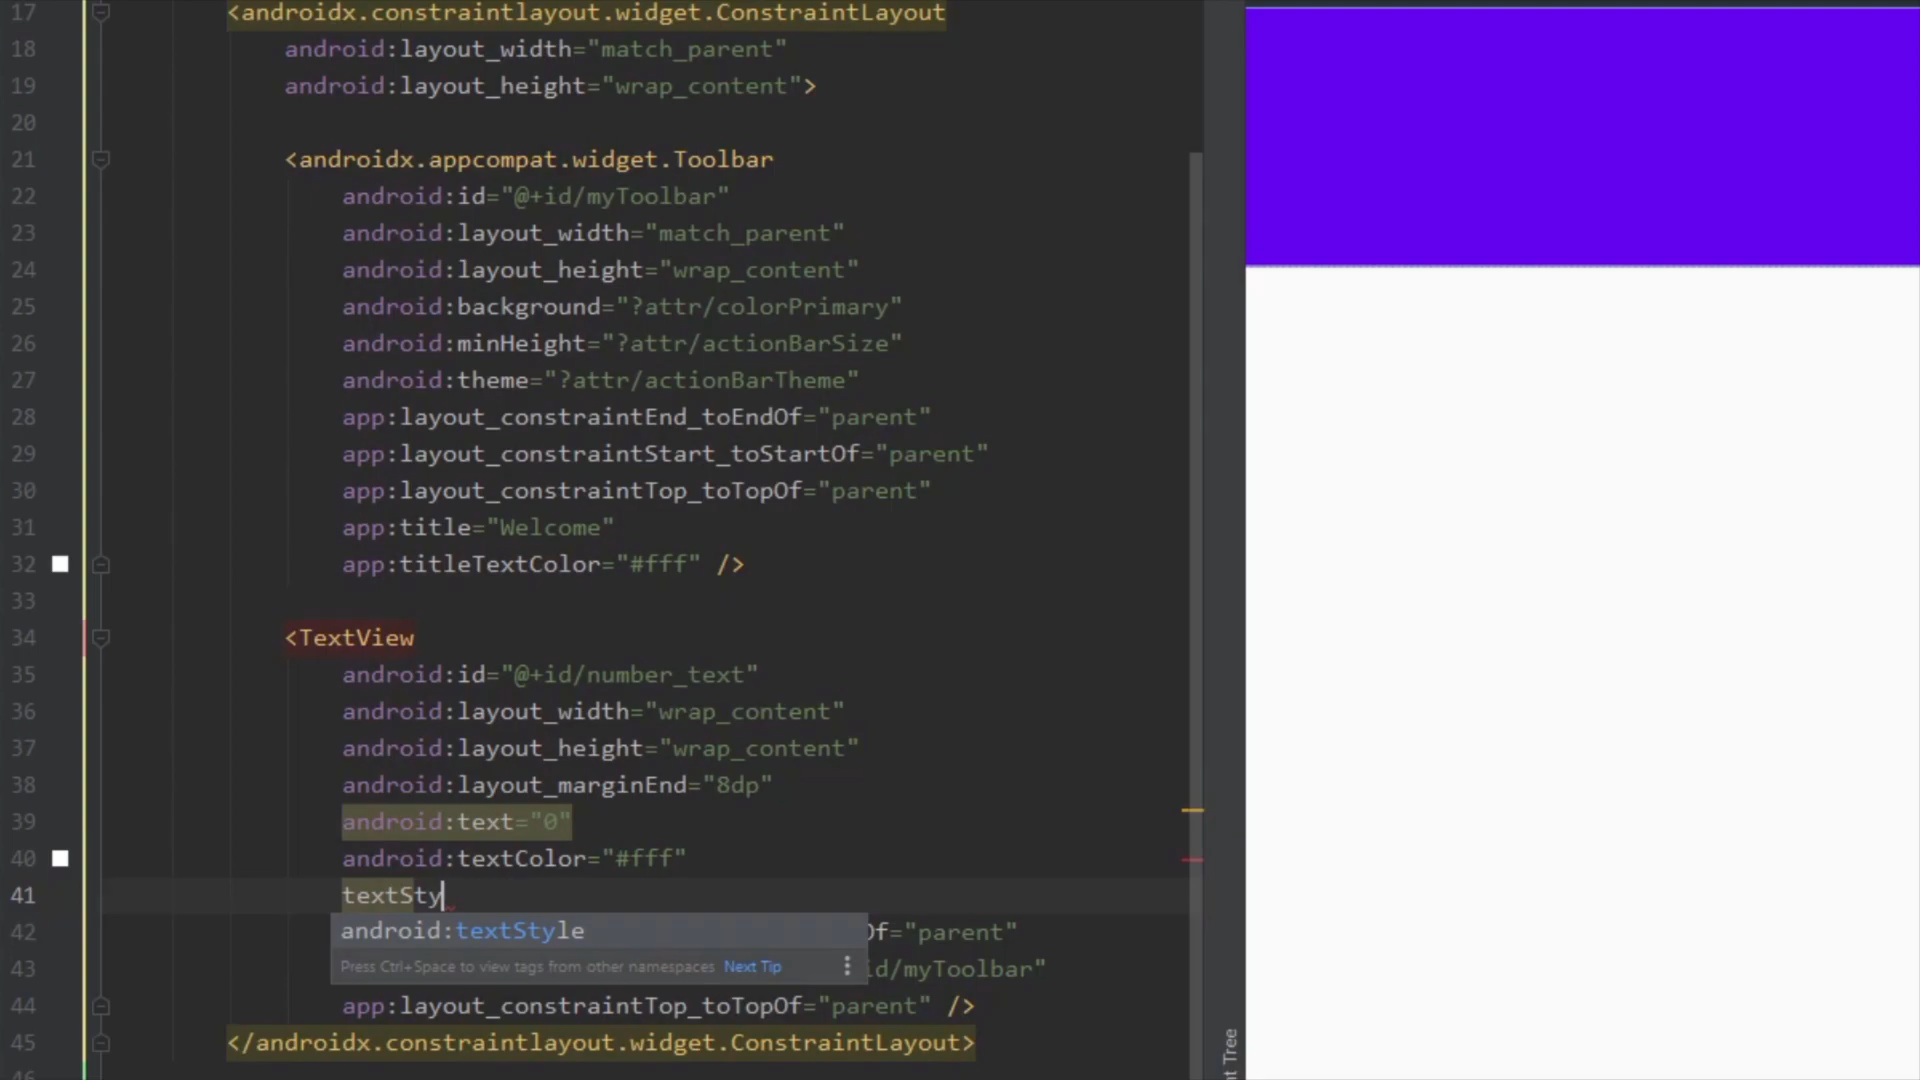 17 <androidx.constraintlayout.widget.ConstraintLayout
18 android:layout_width="match_parent"
19 android:layout_height="wrap_content">
20
21 <androidx.appcompat.widget.Toolbar
22 android:id="@+id/myToolbar"
23 android:layout_width="match_parent"
24 android:layout_height="wrap_content"
25 android:background="?attr/colorPrimary"
26 android:minHeight="?attr/actionBarSize"
27 android:theme="?attr/actionBarTheme"
28 app:layout_constraintEnd_toEndOf="parent"
29 app:layout_constraintStart_toStartOf="parent"
30 app:layout_constraintTop_toTopOf="parent"
31 app:title="Welcome"
32 app:titleTextColor="#fff" />
33
34 <TextView
35 android:id="@+id/number_text"
36 android:layout_width="wrap_content"
37 android:layout_height="wrap_content"
38 android:layout_marginEnd="8dp"
39 android:text="0"
40 android:textColor="#fff"
41 textSty
android:textStyle
42 Of="parent"
Press Ctrl+Space to view tags from other namespaces Next Tip
43 id/myToolbar"
44 app:layout_constraintTop_toTopOf="parent" />
45 </androidx.constraintlayout.widget.ConstraintLayout>
46
Tree